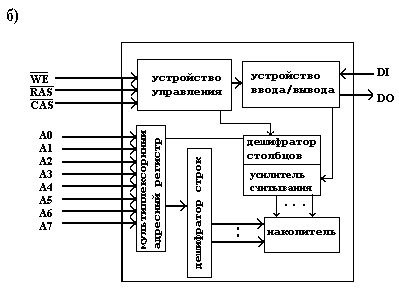 б)
WE
RAS
CAS
устройство
управления
устройство
ввода/вывода
DI
DO
A0
A1
A2
A3
A4
A5
A6
A7
мультиплексорный
адресный регистр
дешифратор строк
дешифратор
столбцов
усилитель
считывания
накопитель